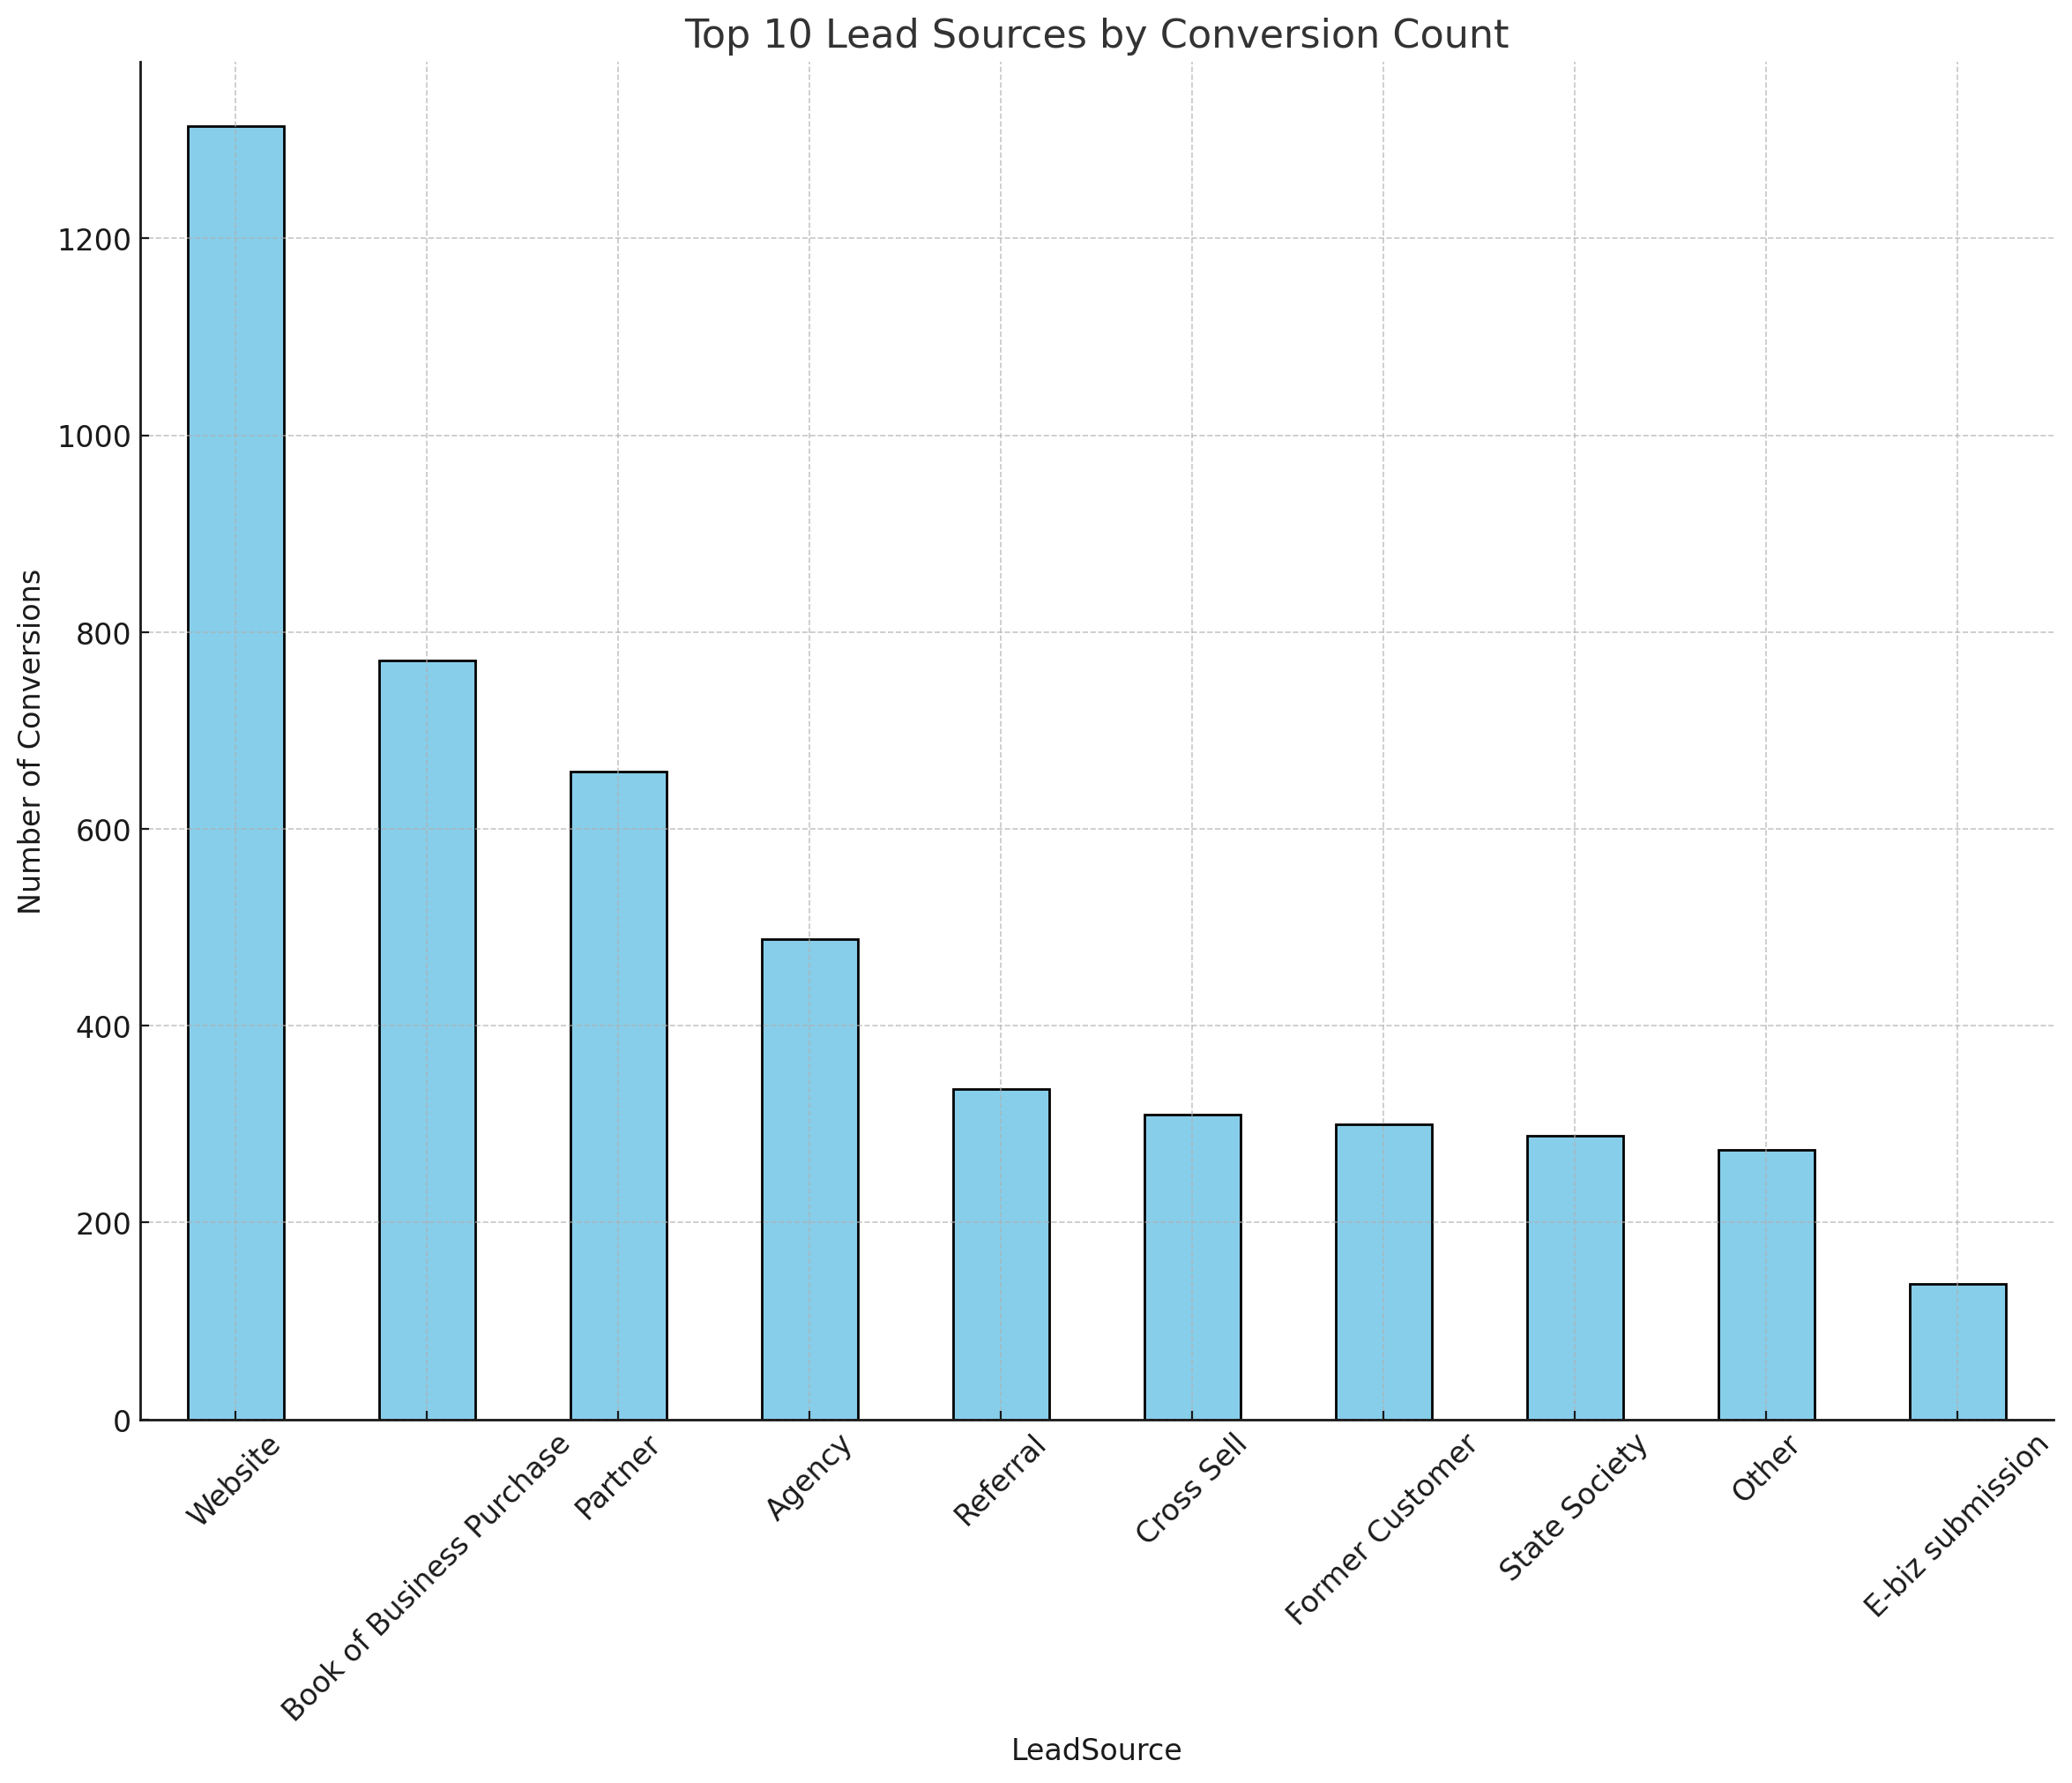 Top 10 Lead Sources by Conversion Count
Number of Conversions
1200
1000
800
600
400
200
0
Website
Book of Business Purchase
Partner
Agency
Referral
Cross Sell
Former Customer
State Society
Other
E-biz submission
LeadSource